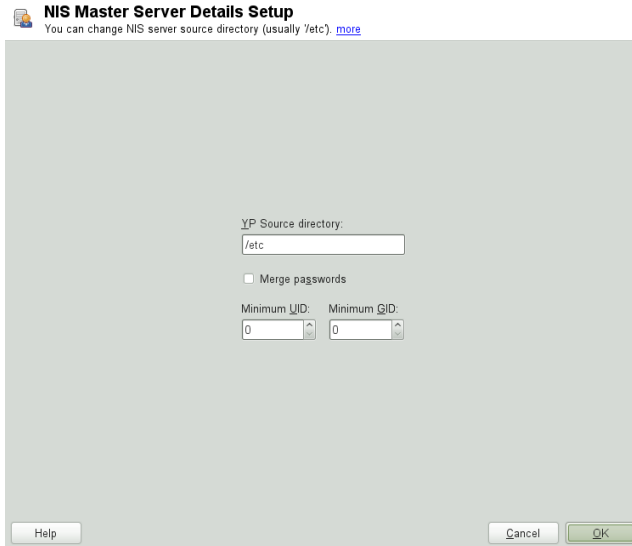 NIS Master Server Details Setup
You can change NIS server source directory (usually '/etc'). more
YP Source directory:
/etc
Merge passwords
Minimum UID: Minimum GID:
0 0
Help Cancel OK